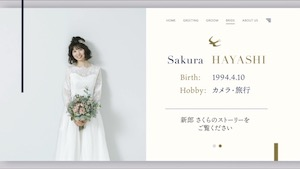 HOME GREETING DESIGN BRIDE ABOUT US
Sakura HAYASHI
Birth: 1994.4.10
Hobby: カメラ・旅行
新郎 さくらのストーリーを
ご覧ください